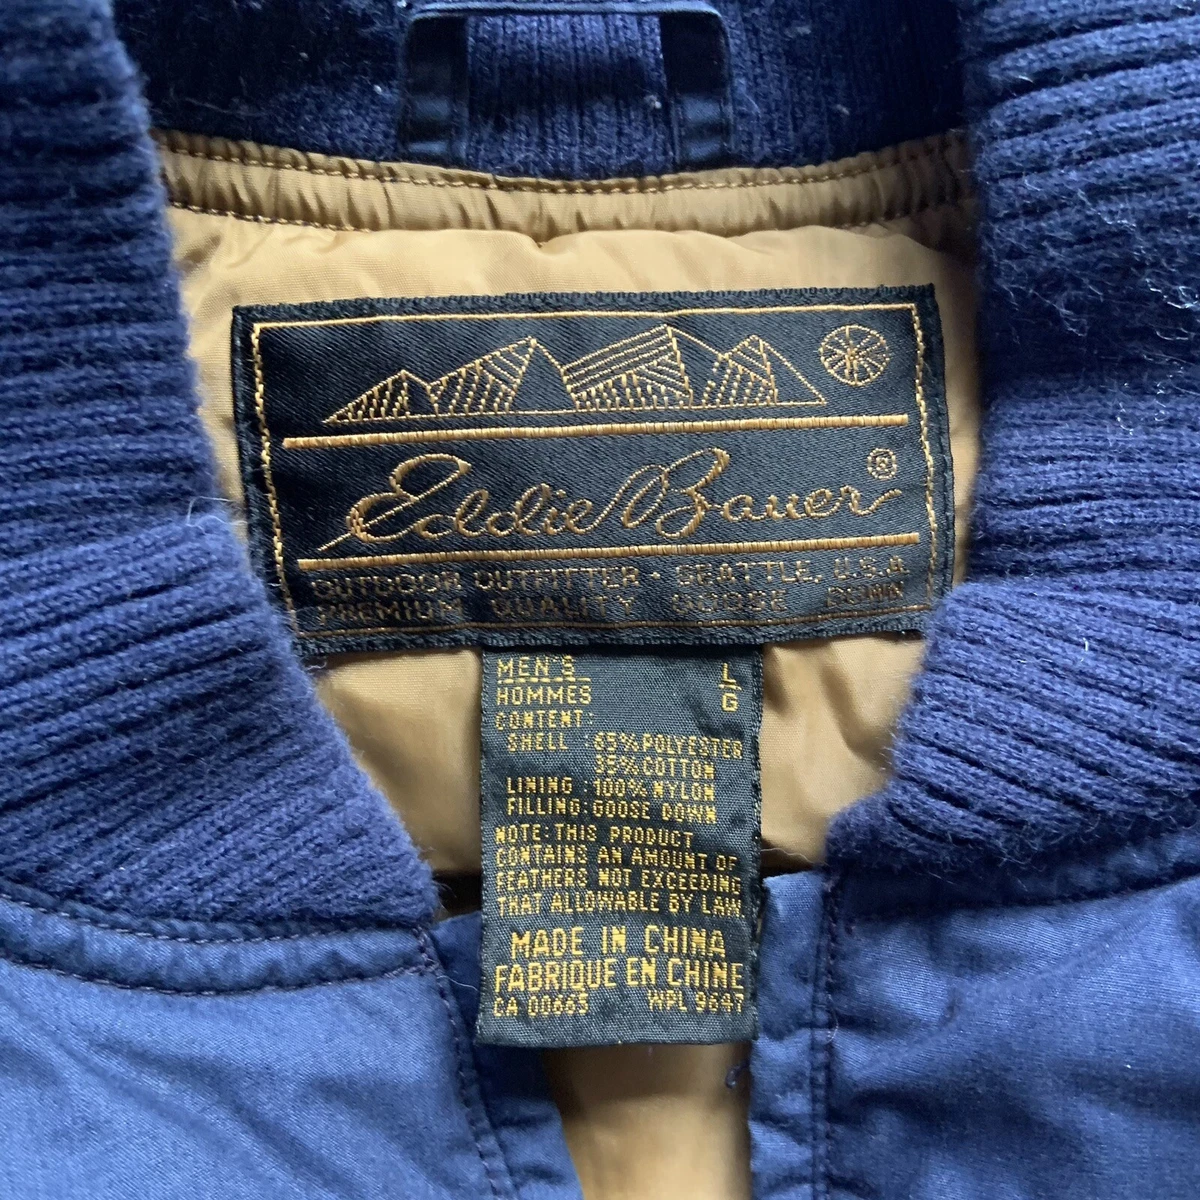 Eddie Bauer®
OUTDOOR OUTFITTER · SEATTLE, U.S.A
PREMIUM QUALITY GOOSE DOWN
MEN'S L
HOMMES G
CONTENT:
SHELL :65% POLYESTER
35% COTTON
LINING :100% NYLON
FILLING:GOOSE DOWN
NOTE:THIS PRODUCT
CONTAINS AN AMOUNT OF
FEATHERS NOT EXCEEDING
THAT ALLOWABLE BY LAW.
MADE IN CHINA
FABRIQUE EN CHINE
CA 00665 WPL 9647